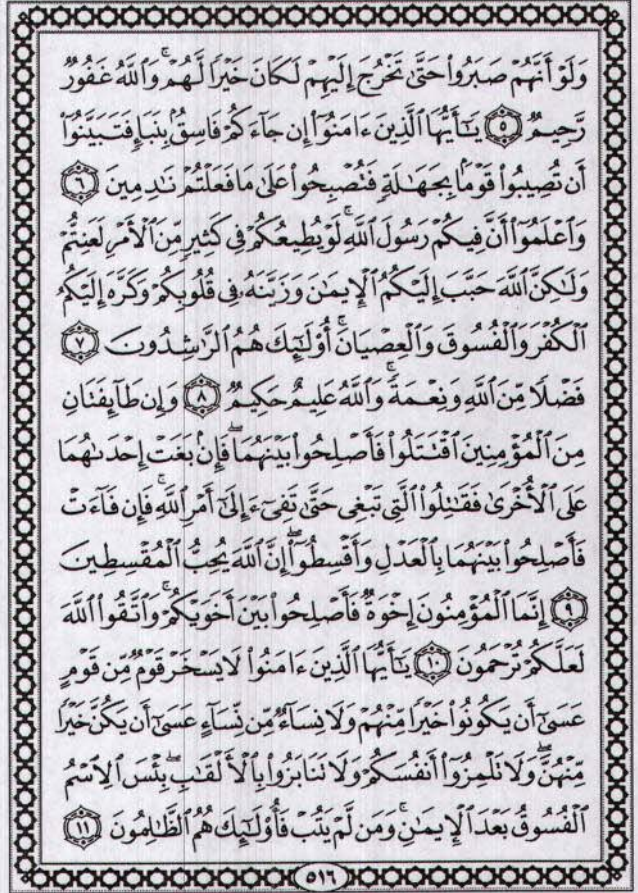 وَلَوْ أَنَّهُمْ صَبَرُوا۟ حَتَّىٰ تَخْرُجَ إِلَيْهِمْ لَكَانَ خَيْرًا لَّهُمْ ۚ وَٱللَّهُ غَفُورٌ
رَّحِيمٌ ٥ يَـٰٓأَيُّهَا ٱلَّذِينَ ءَامَنُوٓا۟ إِن جَآءَكُمْ فَاسِقٌۢ بِنَبَإٍ فَتَبَيَّنُوٓا۟
أَن تُصِيبُوا۟ قَوْمًۢا بِجَهَـٰلَةٍ فَتُصْبِحُوا۟ عَلَىٰ مَا فَعَلْتُمْ نَـٰدِمِينَ ٦
وَٱعْلَمُوٓا۟ أَنَّ فِيكُمْ رَسُولَ ٱللَّهِ ۚ لَوْ يُطِيعُكُمْ فِى كَثِيرٍ مِّنَ ٱلْأَمْرِ لَعَنِتُّمْ
وَلَـٰكِنَّ ٱللَّهَ حَبَّبَ إِلَيْكُمُ ٱلْإِيمَـٰنَ وَزَيَّنَهُۥ فِى قُلُوبِكُمْ وَكَرَّهَ إِلَيْكُمُ
ٱلْكُفْرَ وَٱلْفُسُوقَ وَٱلْعِصْيَانَ ۚ أُو۟لَـٰٓئِكَ هُمُ ٱلرَّٰشِدُونَ ٧
فَضْلًا مِّنَ ٱللَّهِ وَنِعْمَةً ۚ وَٱللَّهُ عَلِيمٌ حَكِيمٌ ٨ وَإِن طَآئِفَتَانِ
مِنَ ٱلْمُؤْمِنِينَ ٱقْتَتَلُوا۟ فَأَصْلِحُوا۟ بَيْنَهُمَا ۖ فَإِنۢ بَغَتْ إِحْدَىٰهُمَا
عَلَى ٱلْأُخْرَىٰ فَقَـٰتِلُوا۟ ٱلَّتِى تَبْغِى حَتَّىٰ تَفِىٓءَ إِلَىٰٓ أَمْرِ ٱللَّهِ ۚ فَإِن فَآءَتْ
فَأَصْلِحُوا۟ بَيْنَهُمَا بِٱلْعَدْلِ وَأَقْسِطُوٓا۟ ۖ إِنَّ ٱللَّهَ يُحِبُّ ٱلْمُقْسِطِينَ
٩ إِنَّمَا ٱلْمُؤْمِنُونَ إِخْوَةٌ فَأَصْلِحُوا۟ بَيْنَ أَخَوَيْكُمْ ۚ وَٱتَّقُوا۟ ٱللَّهَ
لَعَلَّكُمْ تُرْحَمُونَ ١٠ يَـٰٓأَيُّهَا ٱلَّذِينَ ءَامَنُوا۟ لَا يَسْخَرْ قَوْمٌ مِّن قَوْمٍ
عَسَىٰٓ أَن يَكُونُوا۟ خَيْرًا مِّنْهُمْ وَلَا نِسَآءٌ مِّن نِّسَآءٍ عَسَىٰٓ أَن يَكُنَّ خَيْرًا
مِّنْهُنَّ ۖ وَلَا تَلْمِزُوٓا۟ أَنفُسَكُمْ وَلَا تَنَابَزُوا۟ بِٱلْأَلْقَـٰبِ ۖ بِئْسَ ٱلِٱسْمُ
ٱلْفُسُوقُ بَعْدَ ٱلْإِيمَـٰنِ ۚ وَمَن لَّمْ يَتُبْ فَأُو۟لَـٰٓئِكَ هُمُ ٱلظَّـٰلِمُونَ ١١
٥١٦